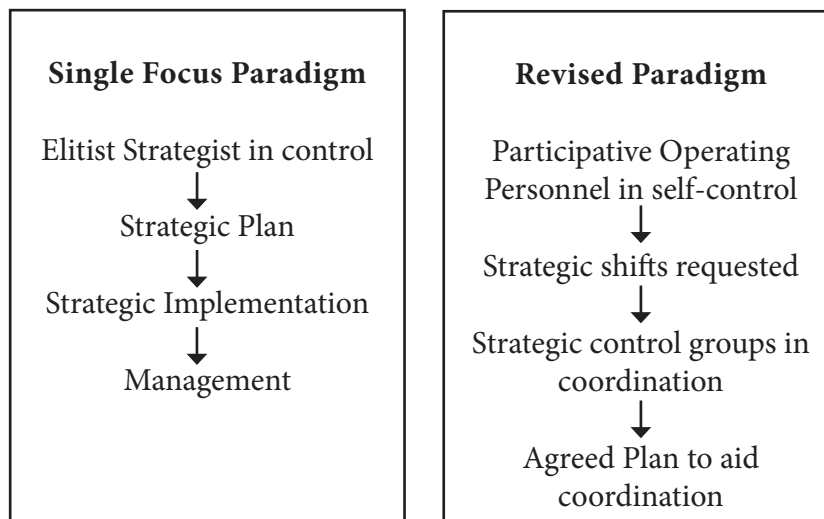 Single Focus Paradigm
Elitist Strategist in control
Strategic Plan
Strategic Implementation
Management
Revised Paradigm
Participative Operating
Personnel in self-control
Strategic shifts requested
Strategic control groups in
coordination
Agreed Plan to aid
coordination